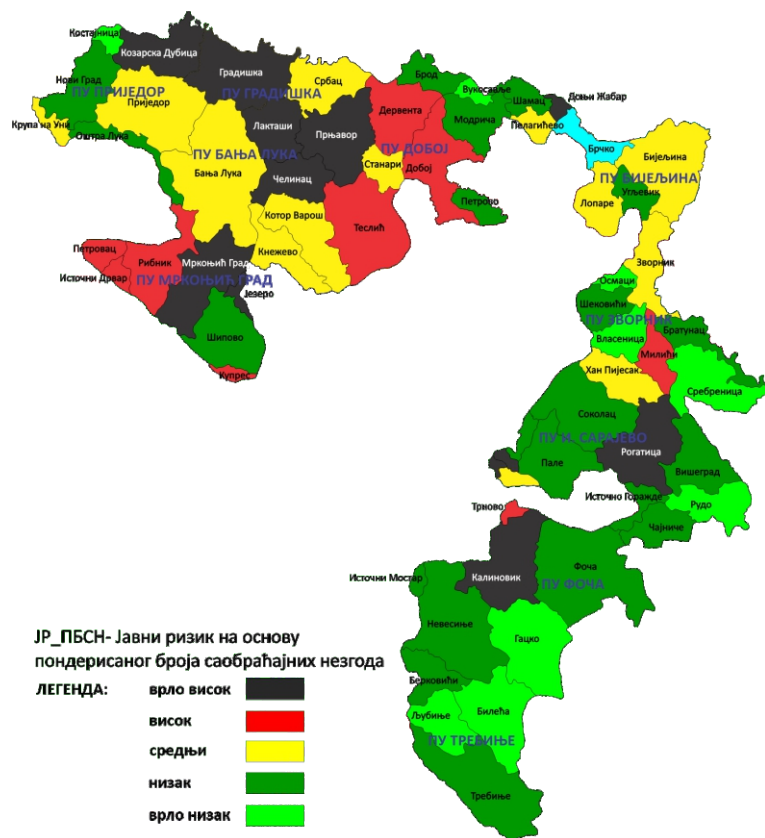 Костајница
Козарска Дубица
Градишка
ПУ ГРАДИШКА
Србац
Нови Град
ПУ ПРИЈЕДОР
Приједор
Крупа на Уни
Оштра Лука
Лакташи
Прњавор
ПУ БАЊА ЛУКА
Бања Лука
Челинац
Котор Варош
Кнежево
Брод
Вукосавље
Дервента
Модрича
ПУ ДОБОЈ
Станари
Добој
Петрово
Теслић
Шамац
Доњи Жабар
Пелагићево
Брчко
Бијељина
ПУ БИЈЕЉИНА
Угљевик
Лопаре
Петровац
Рибник
Мркоњић Град
Источни Дрвар
ПУ МРКОЊИЋ ГРАД
Језеро
Шипово
Купрес
Зворник
Осмаци
Шековићи
ПУ ЗВОРНИК
Братунац
Власеница
Милићи
Хан Пијесак
Сребреница
Соколац
ПУ И. САРАЈЕВО
Рогатица
Пале
Вишеград
Источно Горажде
Рудо
Трново
Чајниче
Источни Мостар
Калиновик
Фоча
ПУ ФОЧА
Невесиње
Гацко
Берковићи
Љубиње
Билећа
ПУ ТРЕБИЊЕ
Требиње
ЈР_ПБСН- Јавни ризик на основу
пондерисаног броја саобраћајних незгода
ЛЕГЕНДА:
врло висок
висок
средњи
низак
врло низак